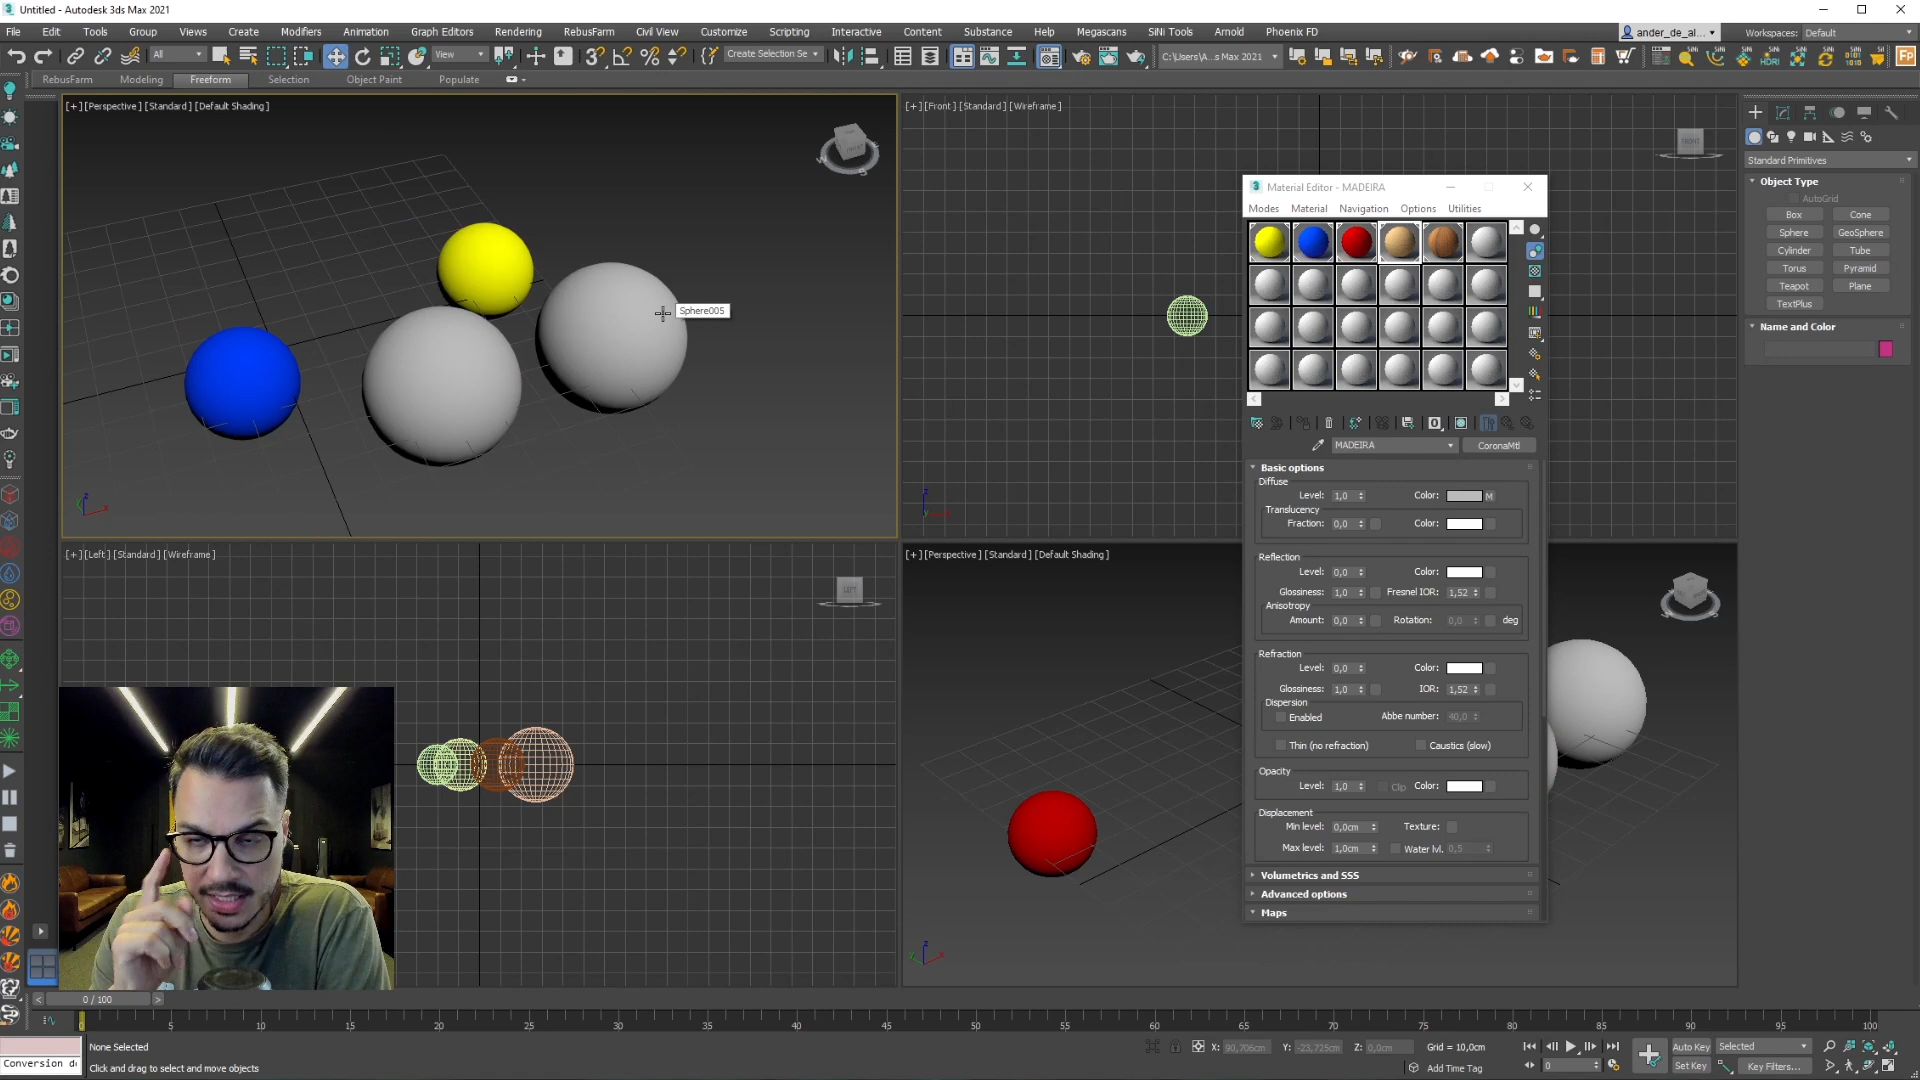 Untitled - Autodesk 3ds Max 2021
File Edit Tools Group Views Create Modifiers Animation Graph Editors Rendering RebusFarm Civil View Customize Scripting Interactive Content Substance Help Megascans SiNi Tools Arnold Phoenix FD ander_de_al... Workspaces: Default
All View Create Selection Se C:\Users\A...s Max 2021
RebusFarm Modeling Freeform Selection Object Paint Populate
[+] [Perspective] [Standard] [Default Shading]
[+] [Front] [Standard] [Wireframe]
FRONT
Standard Primitives
Object Type
AutoGrid
Box Cone
Sphere GeoSphere
Cylinder Tube
Torus Pyramid
Teapot Plane
TextPlus
Name and Color
Sphere005
Material Editor - MADEIRA
Modes Material Navigation Options Utilities
MADEIRA CoronaMtl
Basic options
Diffuse
Level: 1,0 Color: M
Translucency
Fraction: 0,0 Color:
Reflection
Level: 0,0 Color:
Glossiness: 1,0 Fresnel IOR: 1,52
Anisotropy
Amount: 0,0 Rotation: 0,0 deg
Refraction
Level: 0,0 Color:
Glossiness: 1,0 IOR: 1,52
Dispersion
Enabled Abbe number: 40,0
Thin (no refraction) Caustics (slow)
Opacity
Level: 1,0 Clip Color:
Displacement
Min level: 0,0cm Texture:
Max level: 1,0cm Water lvl. 0,5
Volumetrics and SSS
Advanced options
Maps
[+] [Left] [Standard] [Wireframe]
LEFT
[+] [Perspective] [Standard] [Default Shading]
0 / 100
0 5 10 15 20 25 30 35 40 45 50 55 60 65 70 75 80 85 90 95 100
None Selected
X: 90,706cm Y: -23,725cm Z: 0,0cm Grid = 10,0cm
Auto Key Selected
Conversion d
Click and drag to select and move objects
Add Time Tag
0
Set Key Key Filters...